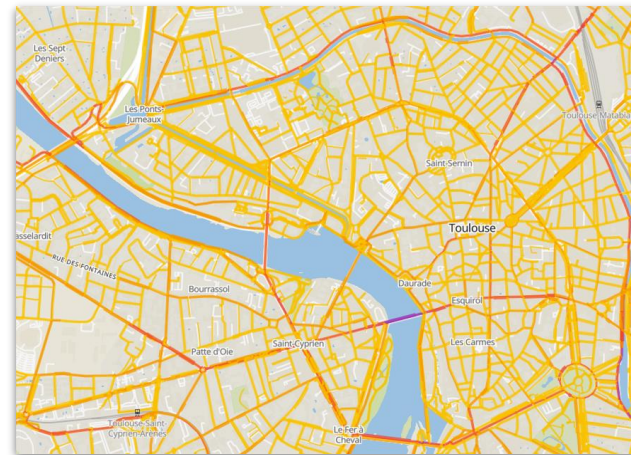 Les Sept
Deniers
Les Ponts-
Jumeaux
Toulouse-Matabia
Saint-Sernin
Toulouse
asselardit
RUE DES FONTAINES
Daurade
Bourrassol
Esquirol
Les Carmes
Saint-Cyprien
Patte d'Oie
Toulouse-Saint-
Cyprien-Arènes
Le Fer à
Cheval